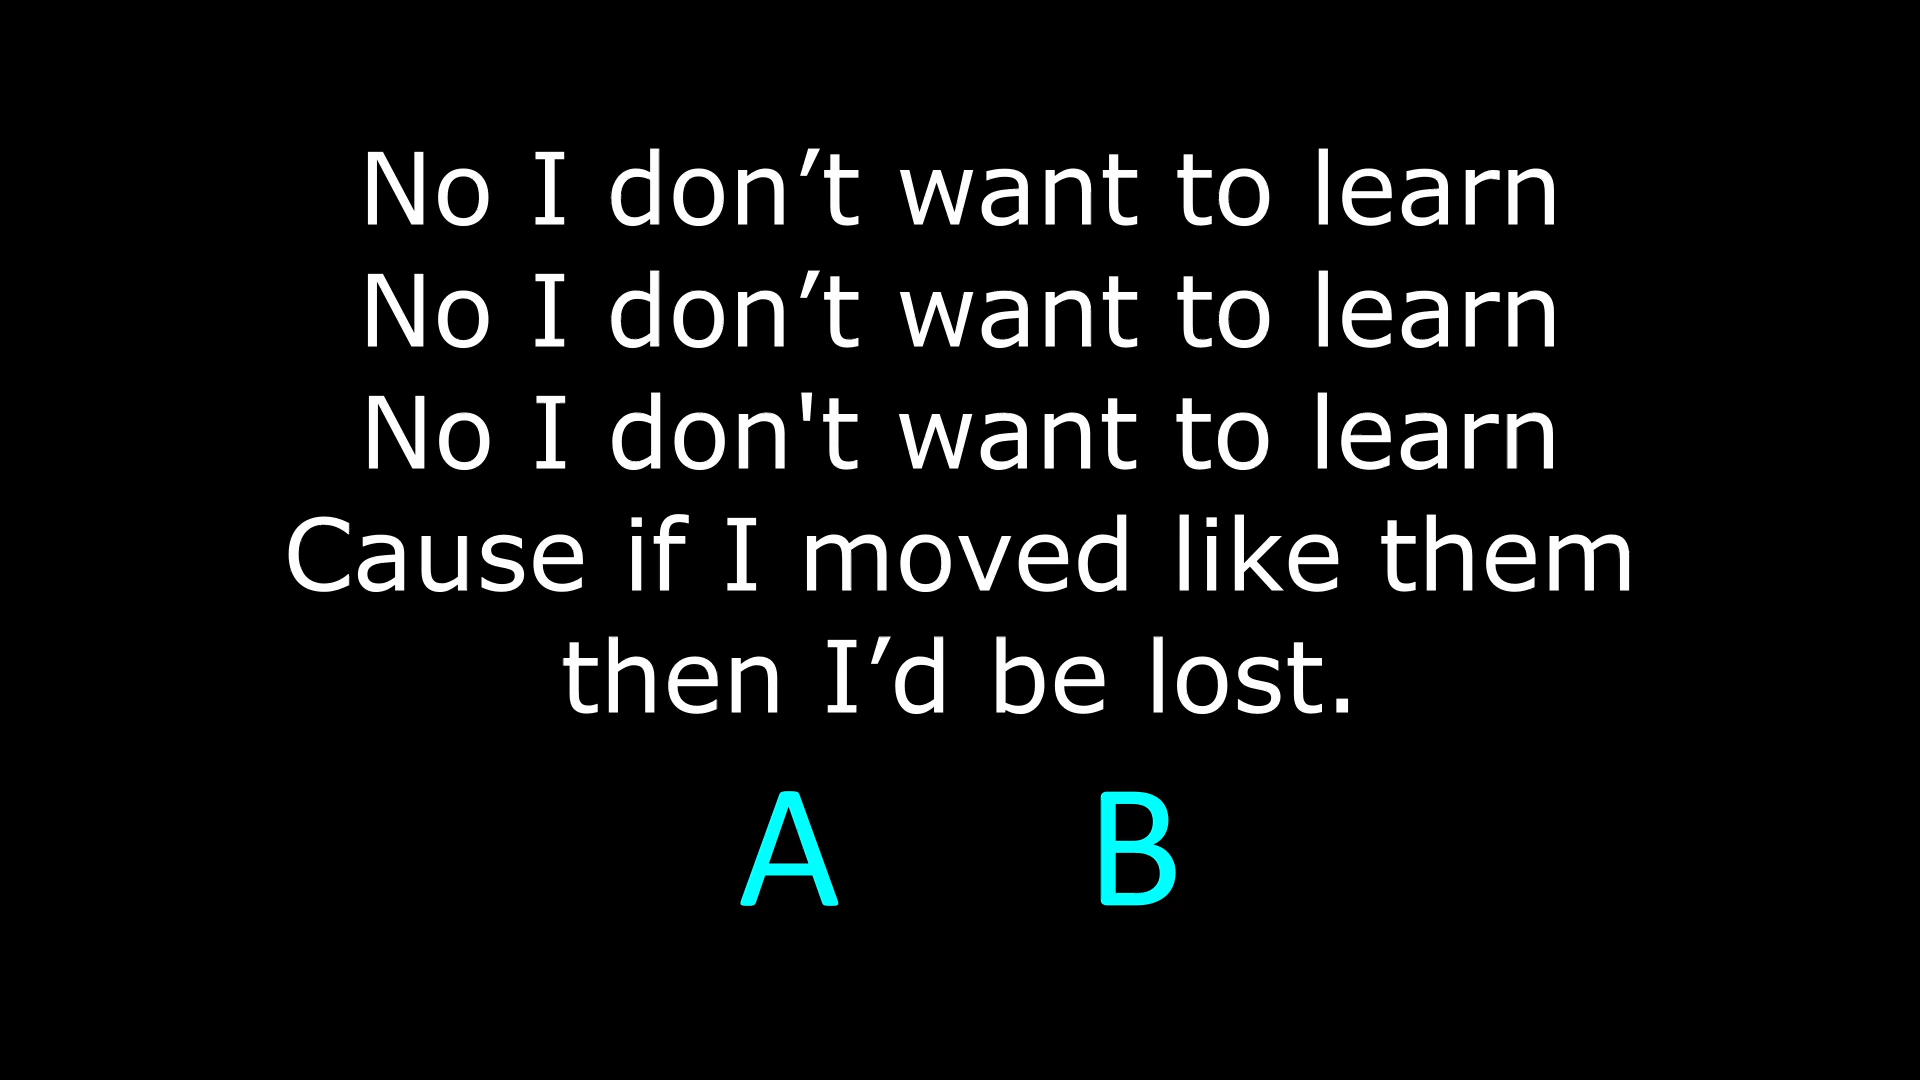 No I don’t want to learn
No I don’t want to learn
No I don't want to learn
Cause if I moved like them
then I’d be lost.
A B